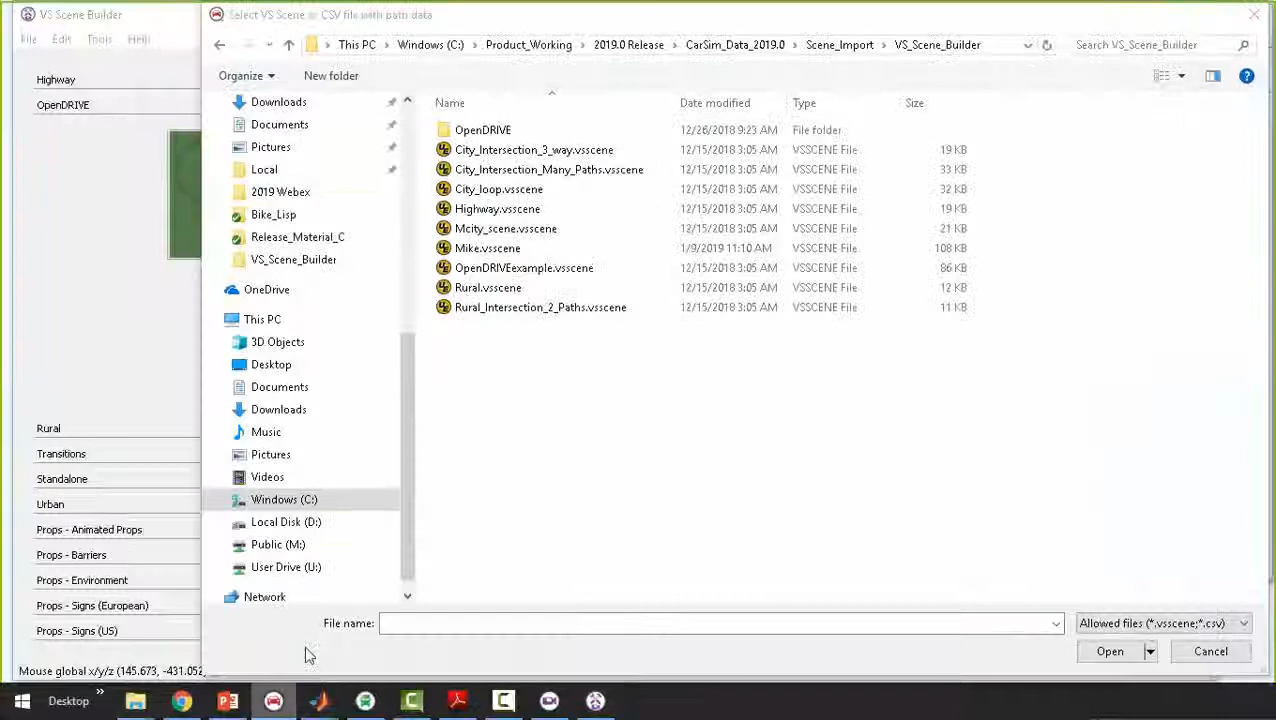 VS Scene Builder
Select VS Scene or CSV file with path data
File Edit Tools Help
This PC Windows (C:) Product_Working 2019.0 Release CarSim_Data_2019.0 Scene_Import VS_Scene_Builder
Search VS_Scene_Builder
Organize New folder
Highway
OpenDRIVE
Rural
Transitions
Standalone
Urban
Props - Animated Props
Props - Barriers
Props - Environment
Props - Signs (European)
Props - Signs (US)
Mouse global x/y/z (145.673, -431.052
Downloads
Documents
Pictures
Local
2019 Webex
Bike_Lisp
Release_Material_C
VS_Scene_Builder
OneDrive
This PC
3D Objects
Desktop
Documents
Downloads
Music
Pictures
Videos
Windows (C:)
Local Disk (D:)
Public (M:)
User Drive (U:)
Network
Name Date modified Type Size
OpenDRIVE 12/26/2018 9:23 AM File folder
City_Intersection_3_way.vsscene 12/15/2018 3:05 AM VSSCENE File 19 KB
City_Intersection_Many_Paths.vsscene 12/15/2018 3:05 AM VSSCENE File 33 KB
City_loop.vsscene 12/15/2018 3:05 AM VSSCENE File 32 KB
Highway.vsscene 12/15/2018 3:05 AM VSSCENE File 19 KB
Mcity_scene.vsscene 12/15/2018 3:05 AM VSSCENE File 21 KB
Mike.vsscene 1/9/2019 11:10 AM VSSCENE File 108 KB
OpenDRIVEexample.vsscene 12/15/2018 3:05 AM VSSCENE File 86 KB
Rural.vsscene 12/15/2018 3:05 AM VSSCENE File 12 KB
Rural_Intersection_2_Paths.vsscene 12/15/2018 3:05 AM VSSCENE File 11 KB
File name:
Allowed files (*.vsscene;*.csv)
Open Cancel
Desktop